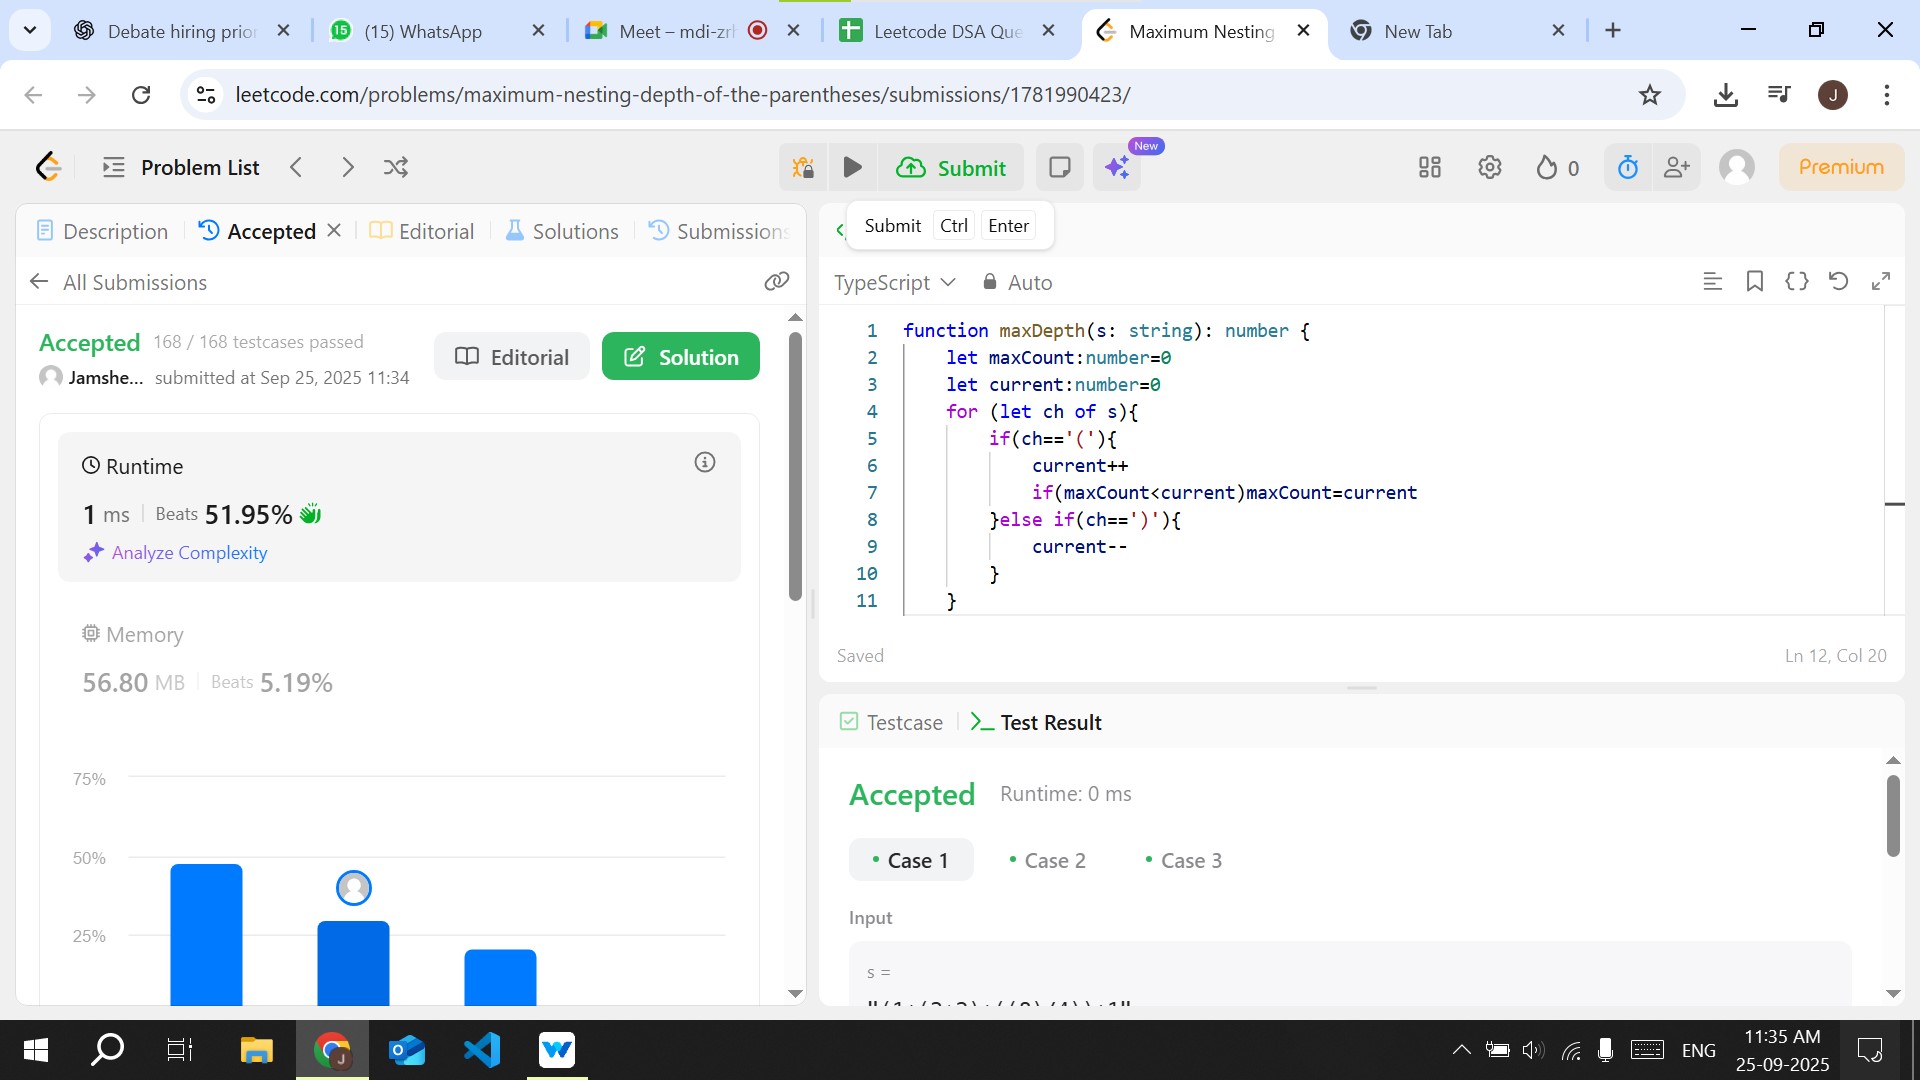 Debate hiring prior
15
(15) WhatsApp
Meet – mdi-zrh
Leetcode DSA Que
Maximum Nesting
New Tab
leetcode.com/problems/maximum-nesting-depth-of-the-parentheses/submissions/1781990423/
J
Problem List
Submit
New
0
Premium
Description
Accepted
Editorial
Solutions
Submissions
Submit Ctrl Enter
All Submissions
TypeScript
Auto
Accepted 168 / 168 testcases passed
Jamshe... submitted at Sep 25, 2025 11:34
Editorial
Solution
Runtime
1 ms Beats 51.95%
Analyze Complexity
Memory
56.80 MB Beats 5.19%
75%
50%
25%
1 function maxDepth(s: string): number {
2 let maxCount:number=0
3 let current:number=0
4 for (let ch of s){
5 if(ch=='('){
6 current++
7 if(maxCount<current)maxCount=current
8 }else if(ch==')'){
9 current--
10 }
11 }
Saved
Ln 12, Col 20
Testcase
Test Result
Accepted Runtime: 0 ms
Case 1
Case 2
Case 3
Input
s =
J
W
ENG
11:35 AM
25-09-2025